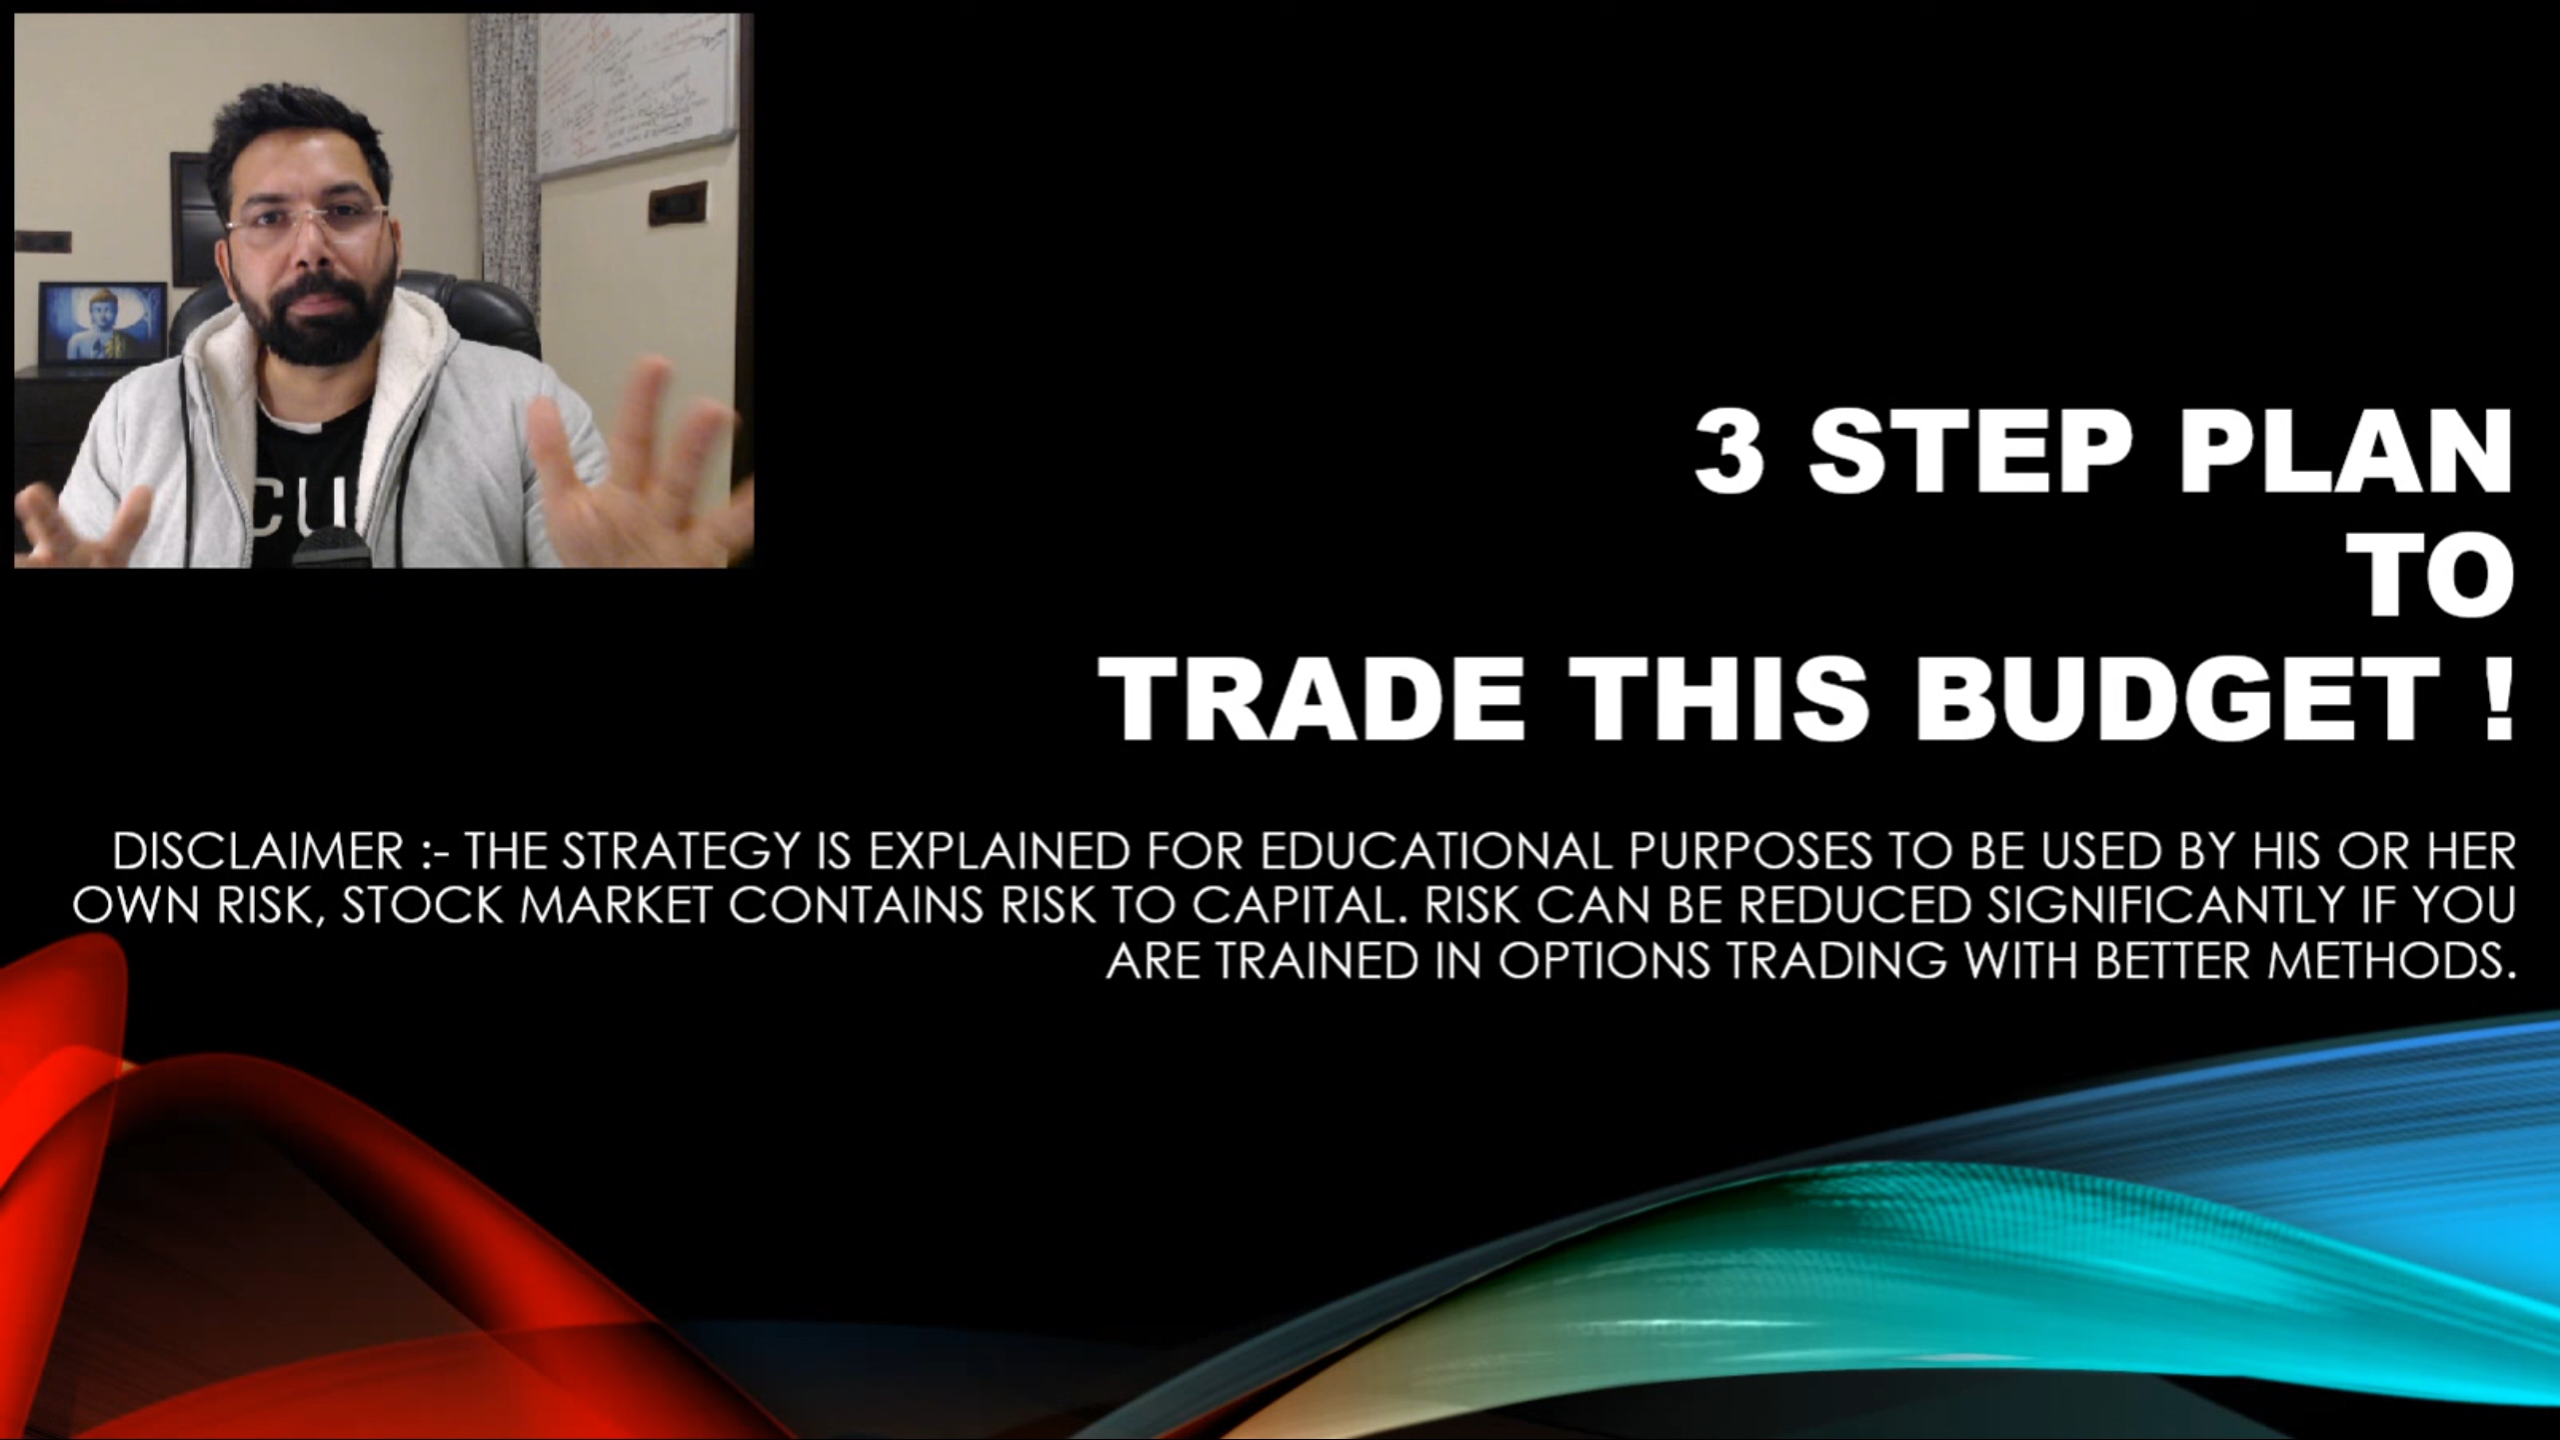 3 STEP PLAN
TO
TRADE THIS BUDGET !
DISCLAIMER :- THE STRATEGY IS EXPLAINED FOR EDUCATIONAL PURPOSES TO BE USED BY HIS OR HER
OWN RISK, STOCK MARKET CONTAINS RISK TO CAPITAL. RISK CAN BE REDUCED SIGNIFICANTLY IF YOU
ARE TRAINED IN OPTIONS TRADING WITH BETTER METHODS.
CU